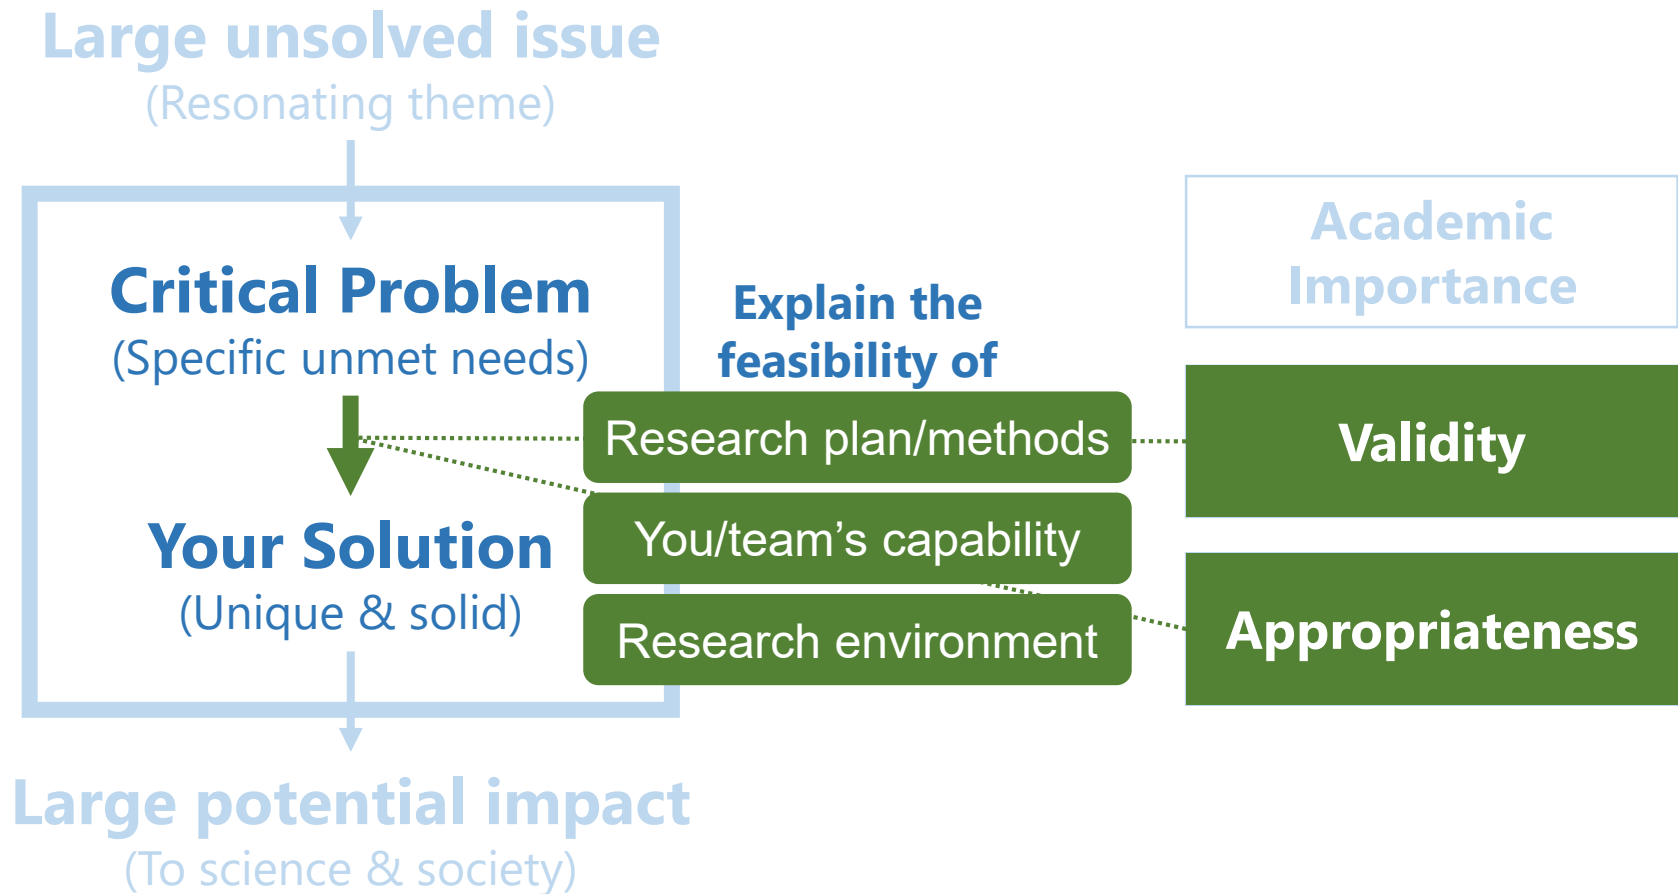 Large unsolved issue
(Resonating theme)
Critical Problem
(Specific unmet needs)
Your Solution
(Unique & solid)
Large potential impact
(To science & society)
Explain the
feasibility of
Research plan/methods
You/team's capability
Research environment
Academic
Importance
Validity
Appropriateness